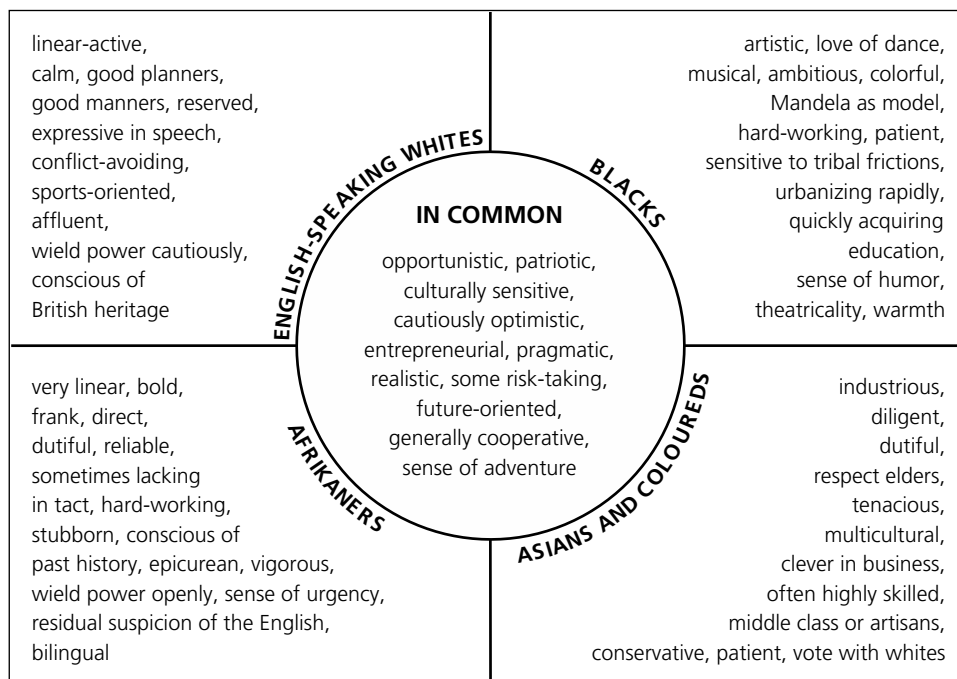 linear-active,
calm, good planners,
good manners, reserved,
expressive in speech,
conflict-avoiding,
sports-oriented,
affluent,
wield power cautiously,
conscious of
British heritage
ENGLISH-SPEAKING WHITES
artistic, love of dance,
musical, ambitious, colorful,
Mandela as model,
hard-working, patient,
sensitive to tribal frictions,
urbanizing rapidly,
quickly acquiring
education,
sense of humor,
theatricality, warmth
BLACKS
IN COMMON
opportunistic, patriotic,
culturally sensitive,
cautiously optimistic,
entrepreneurial, pragmatic,
realistic, some risk-taking,
future-oriented,
generally cooperative,
sense of adventure
very linear, bold,
frank, direct,
dutiful, reliable,
sometimes lacking
in tact, hard-working,
stubborn, conscious of
past history, epicurean, vigorous,
wield power openly, sense of urgency,
residual suspicion of the English,
bilingual
AFRIKANERS
industrious,
diligent,
dutiful,
respect elders,
tenacious,
multicultural,
clever in business,
often highly skilled,
middle class or artisans,
conservative, patient, vote with whites
ASIANS AND COLOUREDS